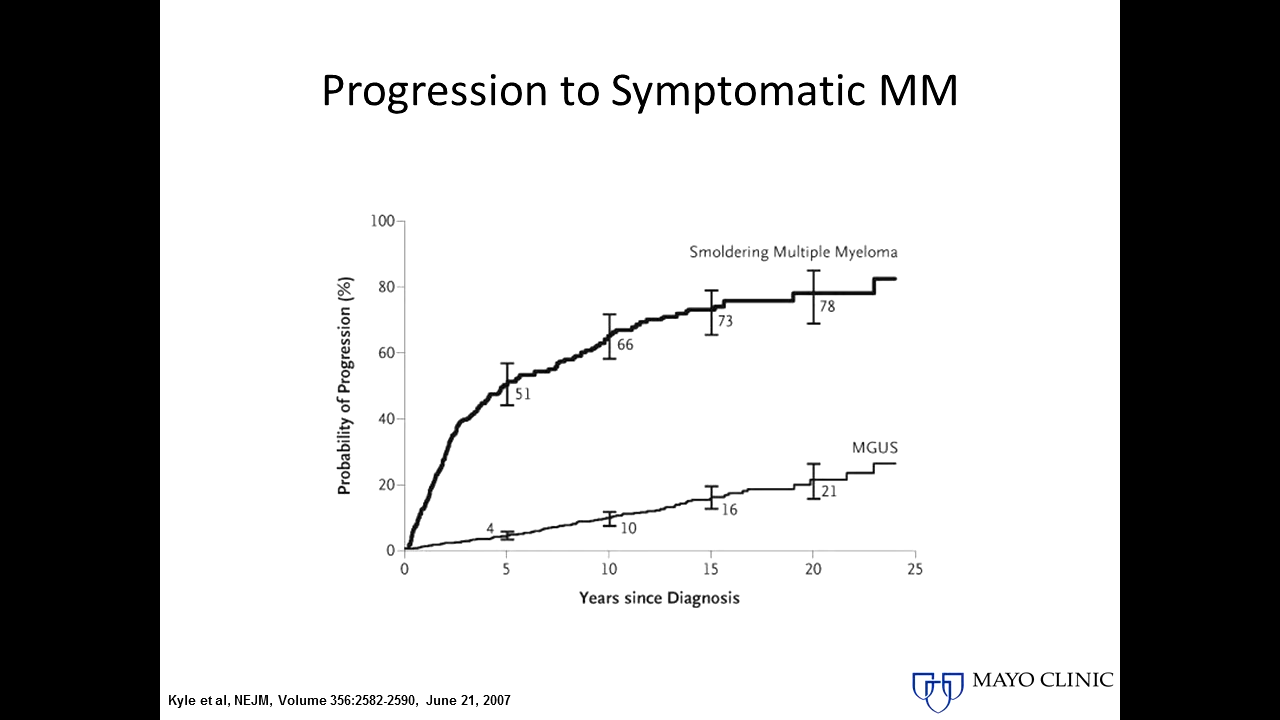 Progression to Symptomatic MM
100
80
60
40
20
0
Probability of Progression (%)
Smoldering Multiple Myeloma
51
66
73
78
MGUS
4
10
16
21
0 5 10 15 20 25
Years since Diagnosis
Kyle et al, NEJM, Volume 356:2582-2590, June 21, 2007
MAYO CLINIC